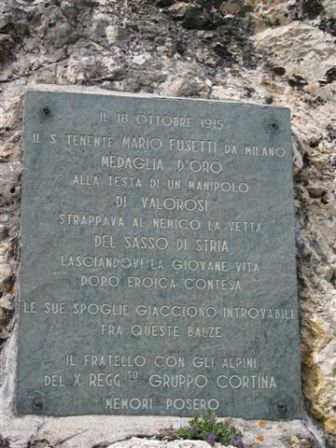 IL 18 OTTOBRE 1915
IL S. TENENTE MARIO FUSETTI DA MILANO
MEDAGLIA D'ORO
ALLA TESTA DI UN MANIPOLO
DI VALOROSI
STRAPPAVA AL NEMICO LA VETTA
DEL SASSO DI STRIA
LASCIANDOVI LA GIOVANE VITA
DOPO EROICA CONTESA
LE SUE SPOGLIE GIACCIONO INTROVABILI
FRA QUESTE BALZE
IL FRATELLO CON GLI ALPINI
DEL X REGG.TO GRUPPO CORTINA
MEMORI POSERO